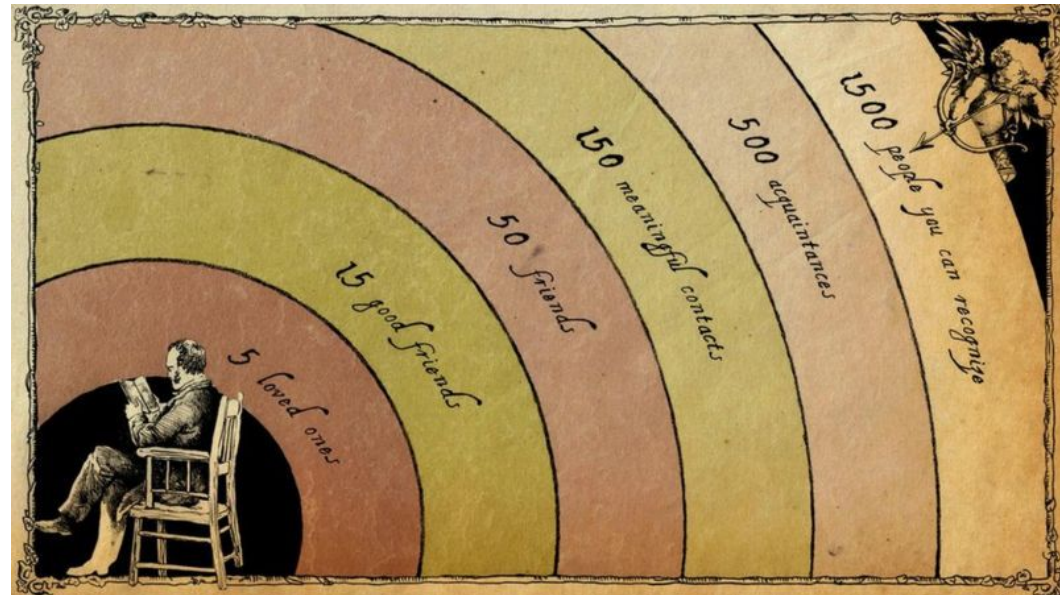 5 loved ones
15 good friends
50 friends
150 meaningful contacts
500 acquaintances
1500 people you can recognize